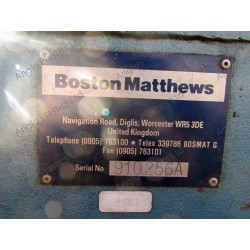 Boston Matthews
Navigation Road, Diglis, Worcester WR5 3DE
United Kingdom
Telephone (0905) 763100 • Telex 339786 BOSMAT G
Fax (0905) 763101
Serial No 910256A